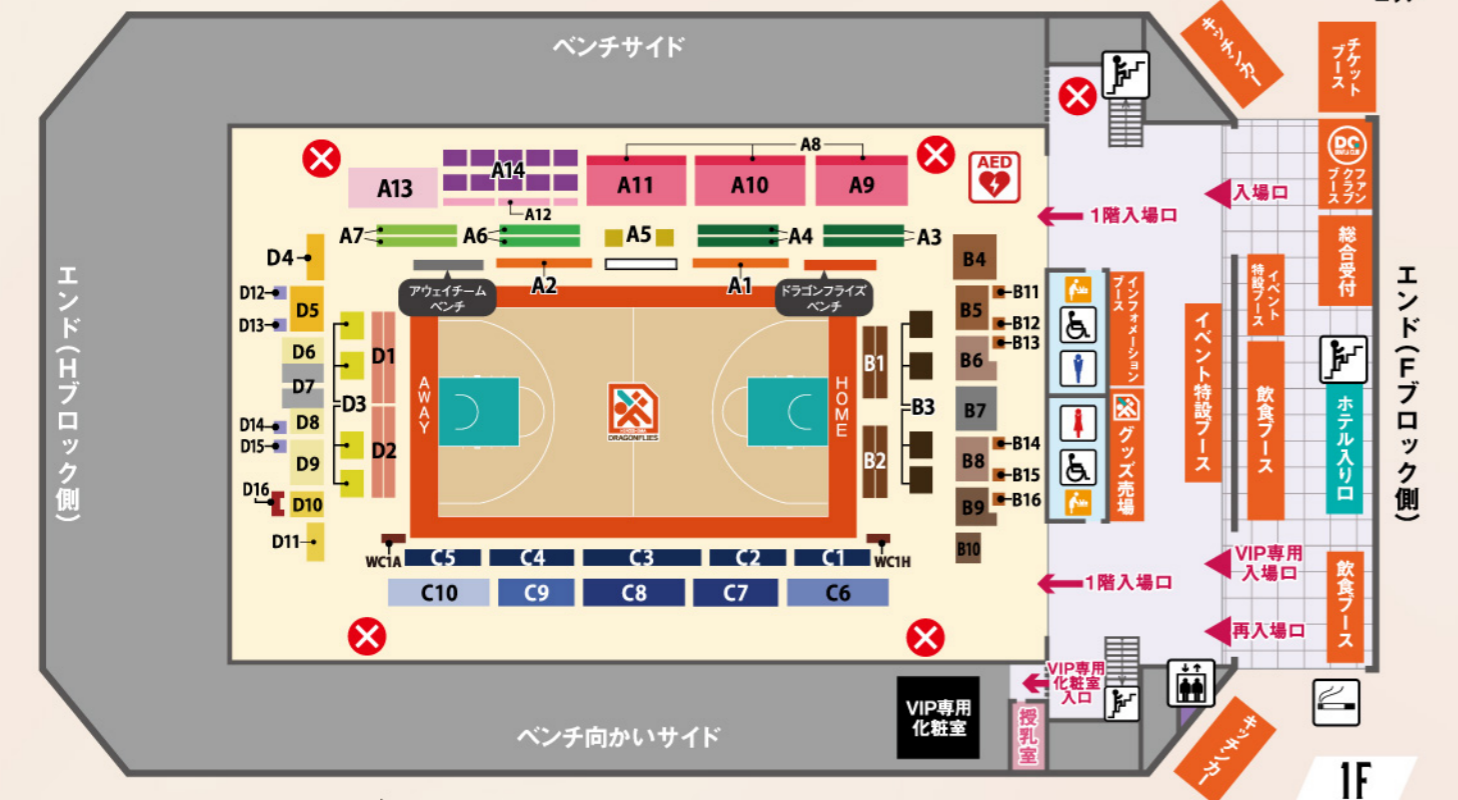 ベンチサイド
キッチンカー
チケット
ブース
AED
入場口
1階入場口
ファン
クラブ
ブース
総合受付
A8
A14
A13
A11
A10
A9
A12
A7
A6
A5
A4
A3
A2
A1
アウェイチーム
ベンチ
ドラゴンフライズ
ベンチ
エンド(Hブロック側)
エンド(Fブロック側)
D4
D12
D5
D13
D6
D7
D3
D14
D8
D15
D9
D16
D10
D11
D1
D2
AWAY
HOME
DRAGONFLIES
B1
B2
B3
B4
B5
B11
B12
B13
B6
B7
B14
B8
B15
B9
B16
B10
インフォメーション
ブース
グッズ売場
イベント特設ブース
イベント
特設ブース
飲食ブース
ホテル入り口
WC1A
C5
C4
C3
C2
C1
WC1H
C10
C9
C8
C7
C6
1階入場口
VIP専用
入場口
再入場口
飲食ブース
VIP専用
化粧室
入口
VIP専用
化粧室
授乳室
ベンチ向かいサイド
キッチンカー
1F